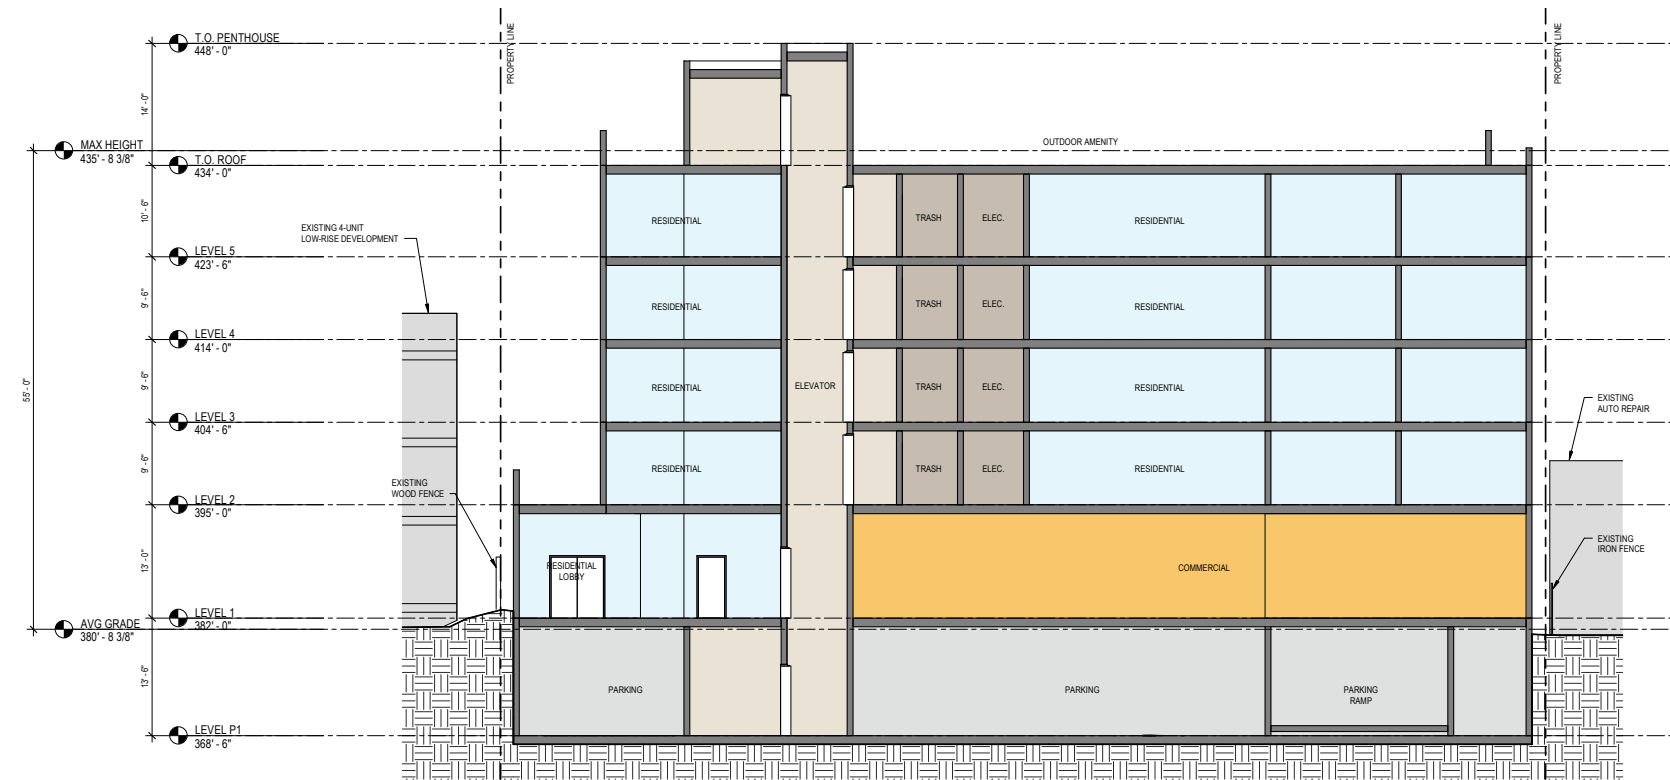 T.O. PENTHOUSE
448' - 0"
PROPERTY LINE
PROPERTY LINE
14' - 0"
MAX HEIGHT
435' - 8 3/8"
T.O. ROOF
434' - 0"
OUTDOOR AMENITY
10' - 6"
RESIDENTIAL
TRASH
ELEC.
RESIDENTIAL
EXISTING 4-UNIT
LOW-RISE DEVELOPMENT
LEVEL 5
423' - 6"
9' - 6"
RESIDENTIAL
TRASH
ELEC.
RESIDENTIAL
LEVEL 4
414' - 0"
55' - 0"
9' - 6"
RESIDENTIAL
ELEVATOR
TRASH
ELEC.
RESIDENTIAL
EXISTING
AUTO REPAIR
LEVEL 3
404' - 6"
9' - 6"
RESIDENTIAL
TRASH
ELEC.
RESIDENTIAL
EXISTING
WOOD FENCE
LEVEL 2
395' - 0"
13' - 0"
RESIDENTIAL
LOBBY
COMMERCIAL
EXISTING
IRON FENCE
LEVEL 1
382' - 0"
AVG GRADE
380' - 8 3/8"
13' - 6"
PARKING
PARKING
PARKING
RAMP
LEVEL P1
368' - 6"